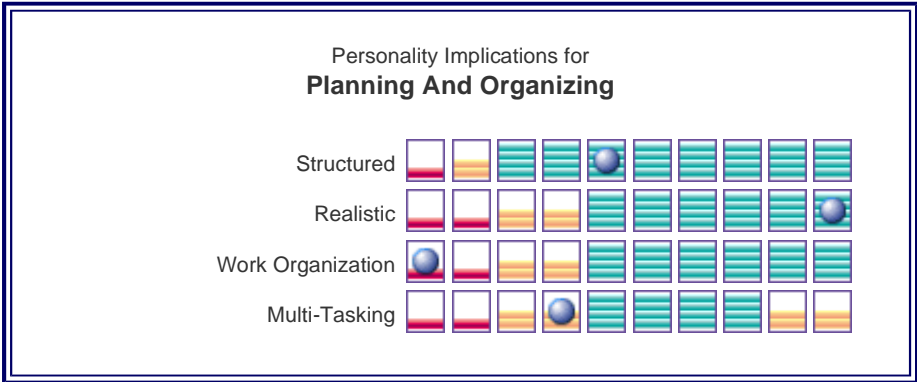 Personality Implications for
Planning And Organizing
Structured
Realistic
Work Organization
Multi-Tasking